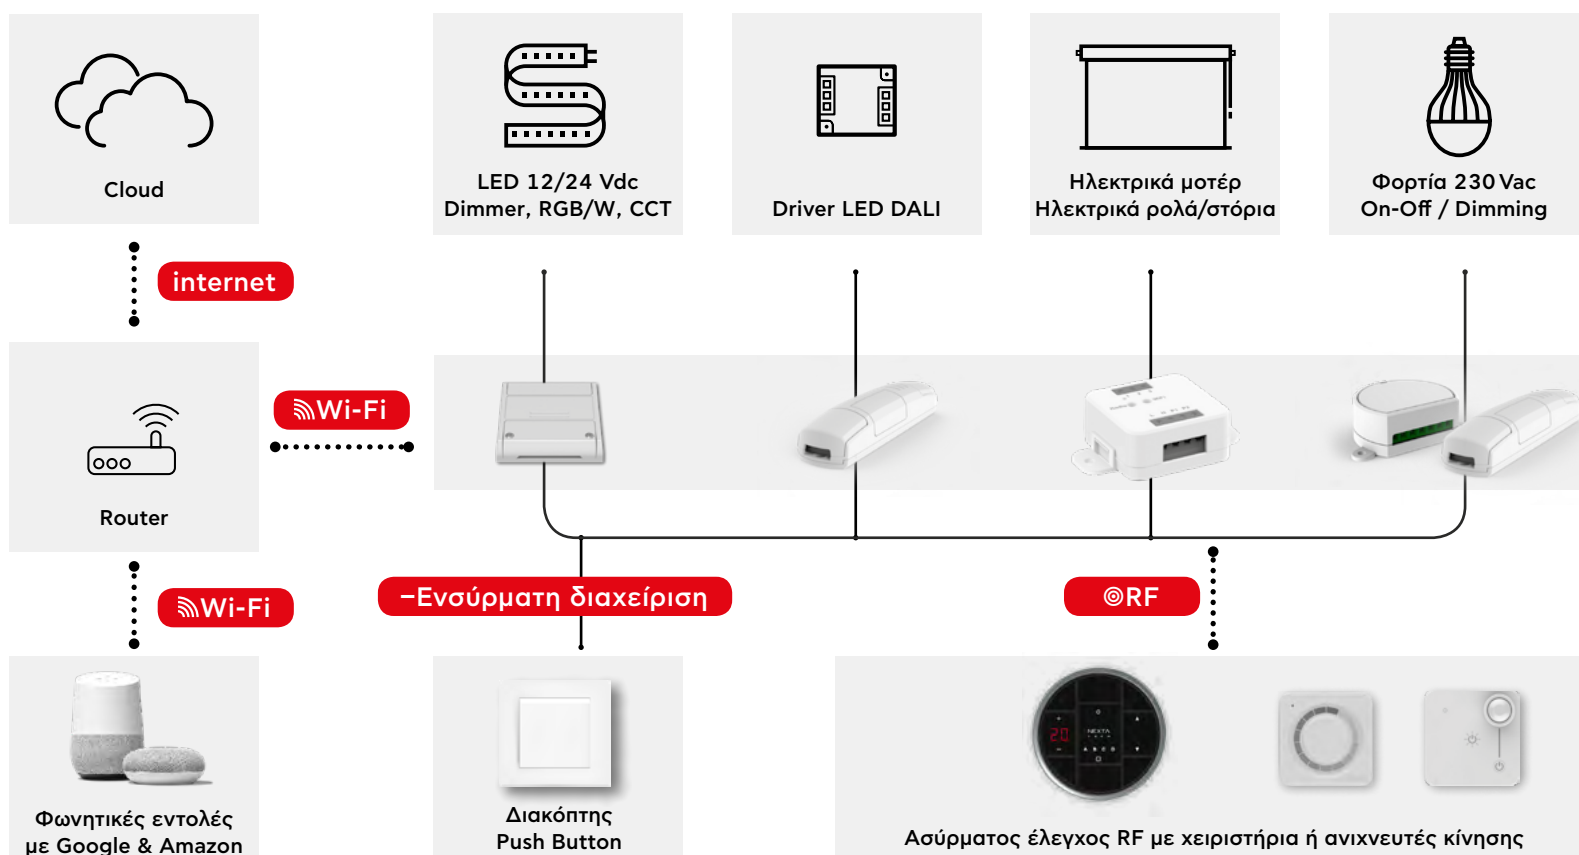 Cloud
LED 12/24 Vdc
Dimmer, RGB/W, CCT
Driver LED DALI
Ηλεκτρικά μοτέρ
Ηλεκτρικά ρολά/στόρια
Φορτία 230 Vac
On-Off / Dimming
internet
Wi-Fi
Router
Wi-Fi
–Ενσύρματη διαχείριση
RF
20
NEXTA
Φωνητικές εντολές
με Google & Amazon
Διακόπτης
Push Button
Ασύρματος έλεγχος RF με χειριστήρια ή ανιχνευτές κίνησης